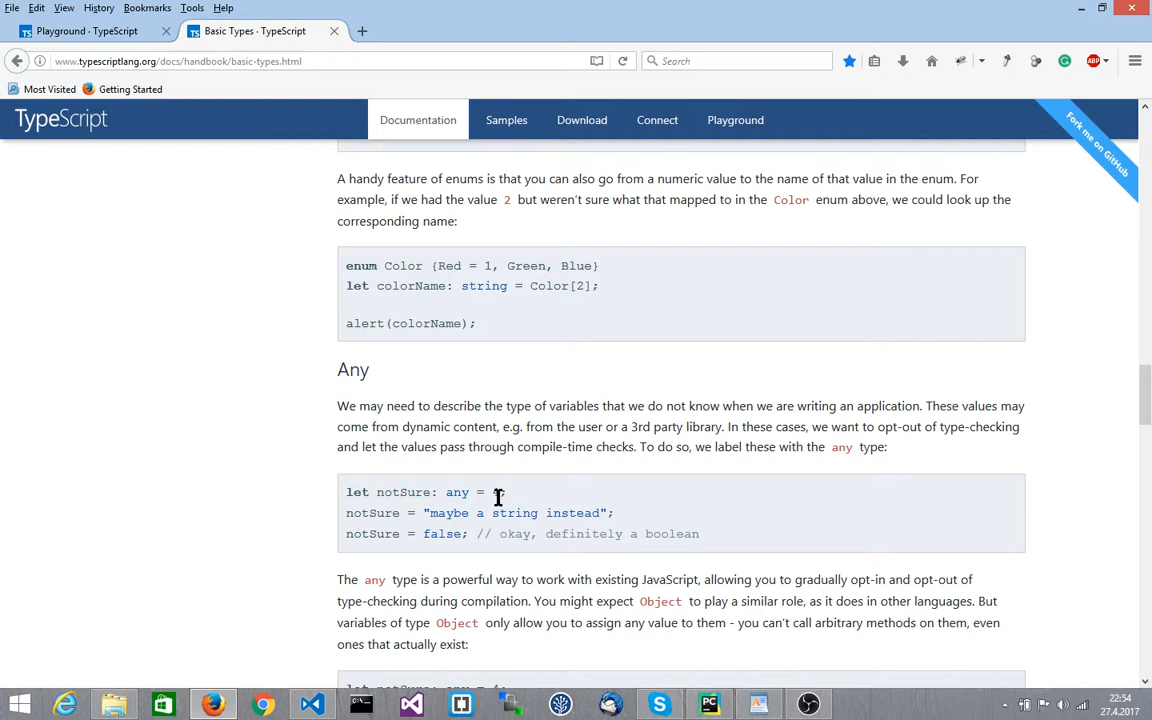 File Edit View History Bookmarks Tools Help
Playground · TypeScript
Basic Types · TypeScript
www.typescriptlang.org/docs/handbook/basic-types.html
Search
ABP
Most Visited
Getting Started
TypeScript
Documentation
Samples
Download
Connect
Playground
Fork me on GitHub
A handy feature of enums is that you can also go from a numeric value to the name of that value in the enum. For
example, if we had the value 2 but weren't sure what that mapped to in the Color enum above, we could look up the
corresponding name:
enum Color {Red = 1, Green, Blue}
let colorName: string = Color[2];
alert(colorName);
Any
We may need to describe the type of variables that we do not know when we are writing an application. These values may
come from dynamic content, e.g. from the user or a 3rd party library. In these cases, we want to opt-out of type-checking
and let the values pass through compile-time checks. To do so, we label these with the any type:
let notSure: any = ;
notSure = "maybe a string instead";
notSure = false; // okay, definitely a boolean
The any type is a powerful way to work with existing JavaScript, allowing you to gradually opt-in and opt-out of
type-checking during compilation. You might expect Object to play a similar role, as it does in other languages. But
variables of type Object only allow you to assign any value to them - you can't call arbitrary methods on them, even
ones that actually exist:
let notSure: any = 4;
22:54
27.4.2017